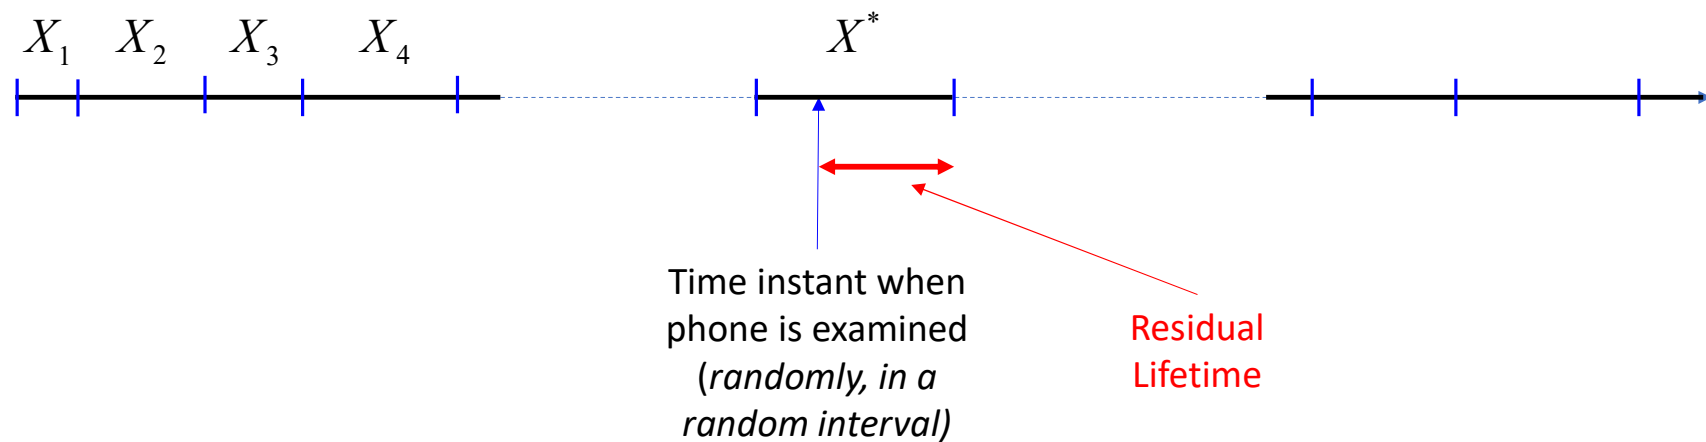 X₁ X₂ X₃ X₄ X*
Time instant when
phone is examined
(randomly, in a
random interval)
Residual
Lifetime